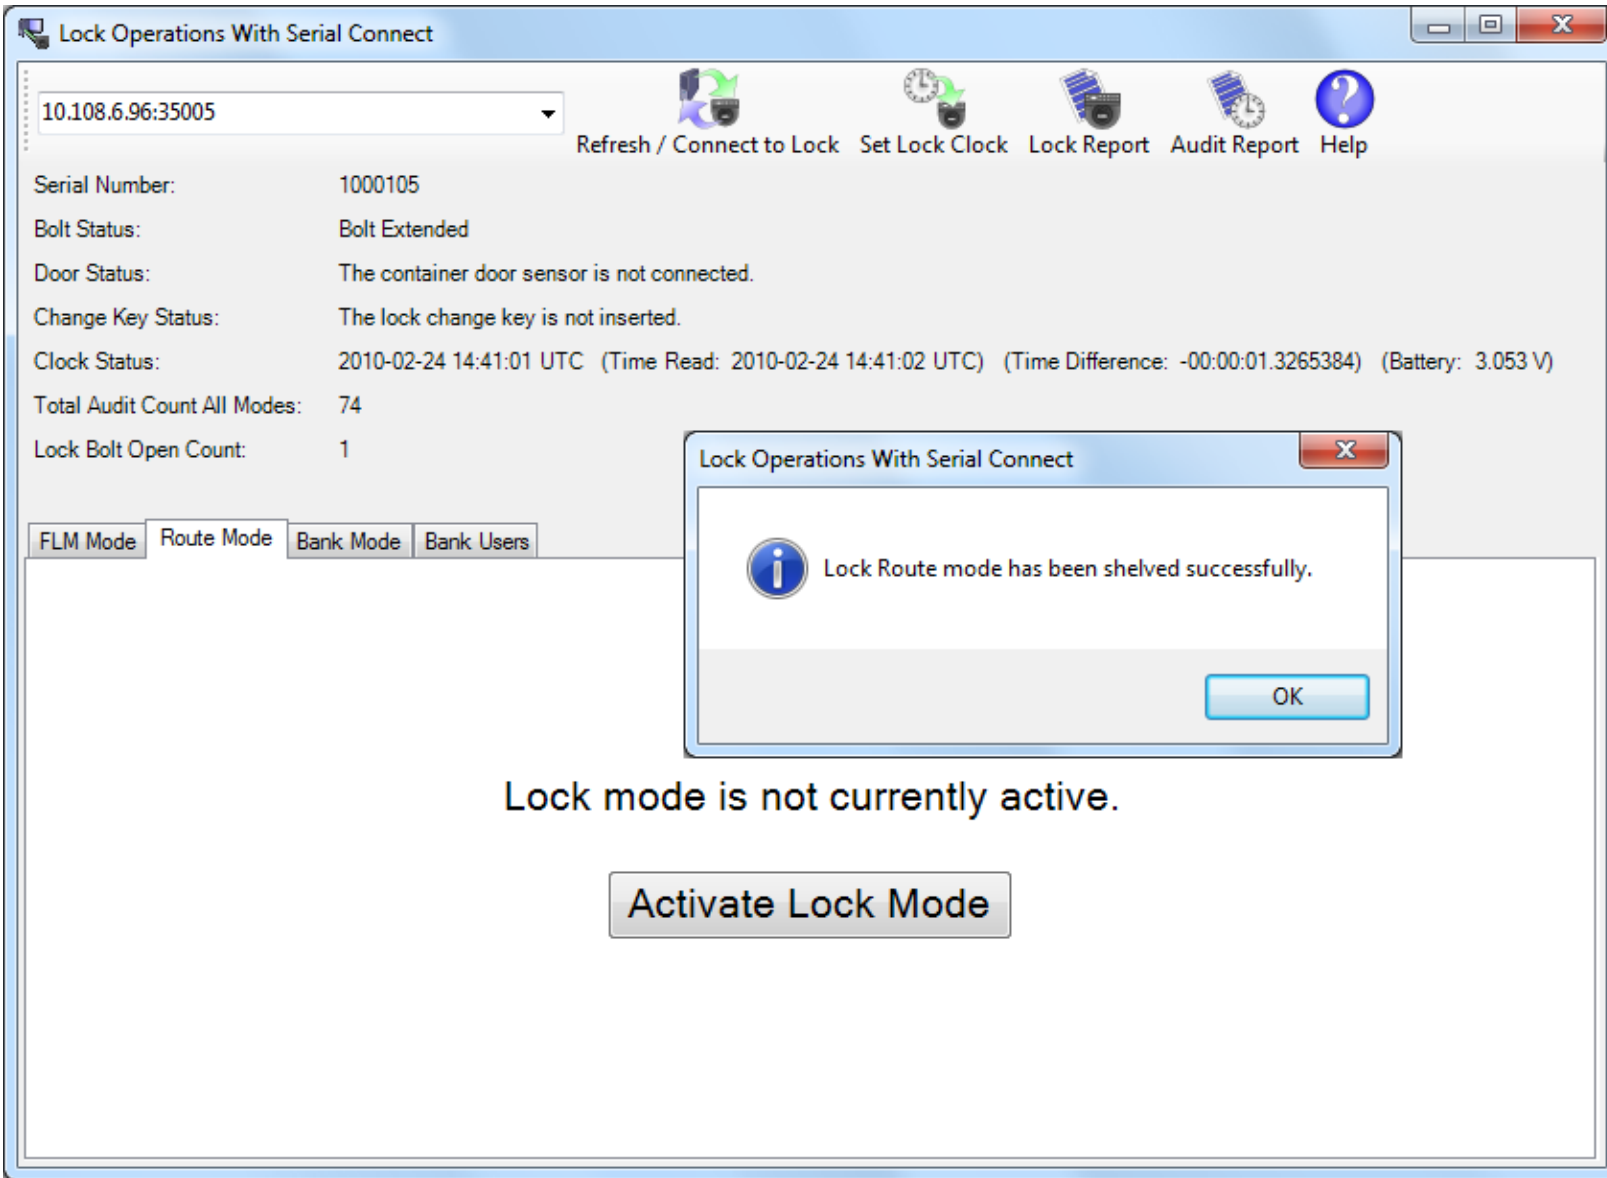 Lock Operations With Serial Connect
10.108.6.96:35005
Refresh / Connect to Lock Set Lock Clock Lock Report Audit Report Help
Serial Number: 1000105
Bolt Status: Bolt Extended
Door Status: The container door sensor is not connected.
Change Key Status: The lock change key is not inserted.
Clock Status: 2010-02-24 14:41:01 UTC (Time Read: 2010-02-24 14:41:02 UTC) (Time Difference: -00:00:01.3265384) (Battery: 3.053 V)
Total Audit Count All Modes: 74
Lock Bolt Open Count: 1
Lock Operations With Serial Connect
FLM Mode Route Mode Bank Mode Bank Users
Lock Route mode has been shelved successfully.
OK
Lock mode is not currently active.
Activate Lock Mode